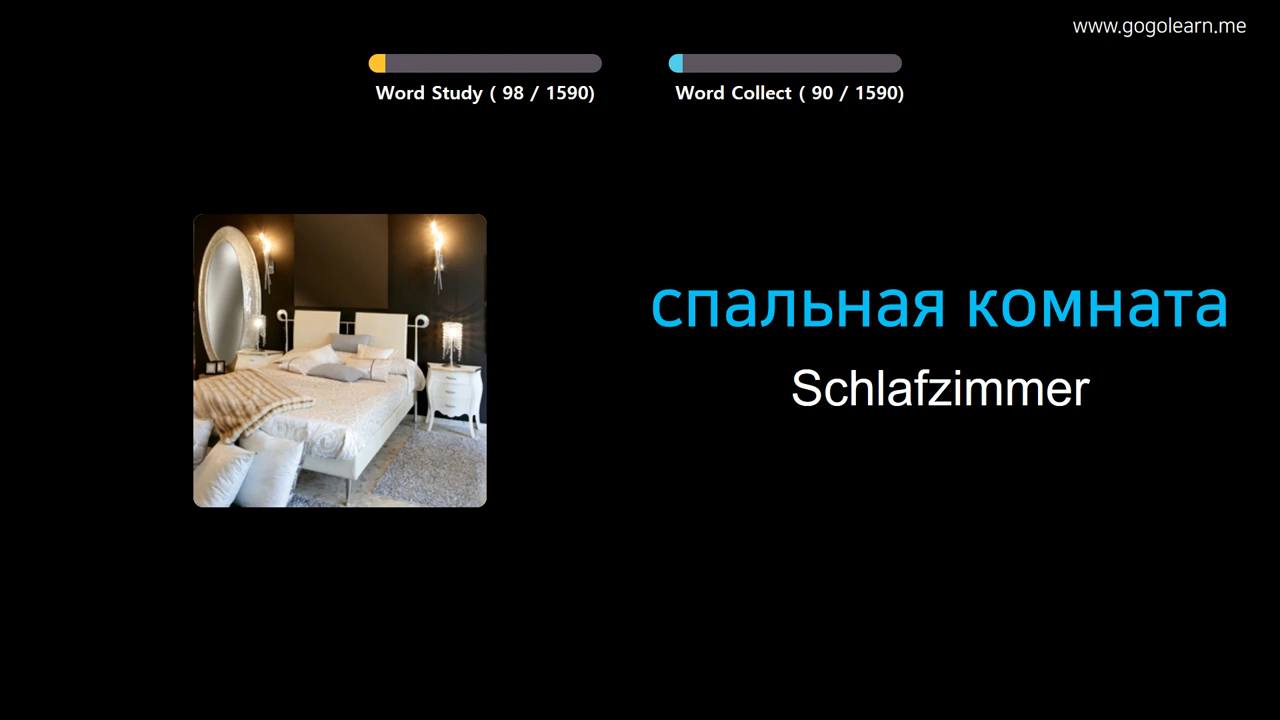 www.gogolearn.me
Word Study ( 98 / 1590)
Word Collect ( 90 / 1590)
спальная комната
Schlafzimmer